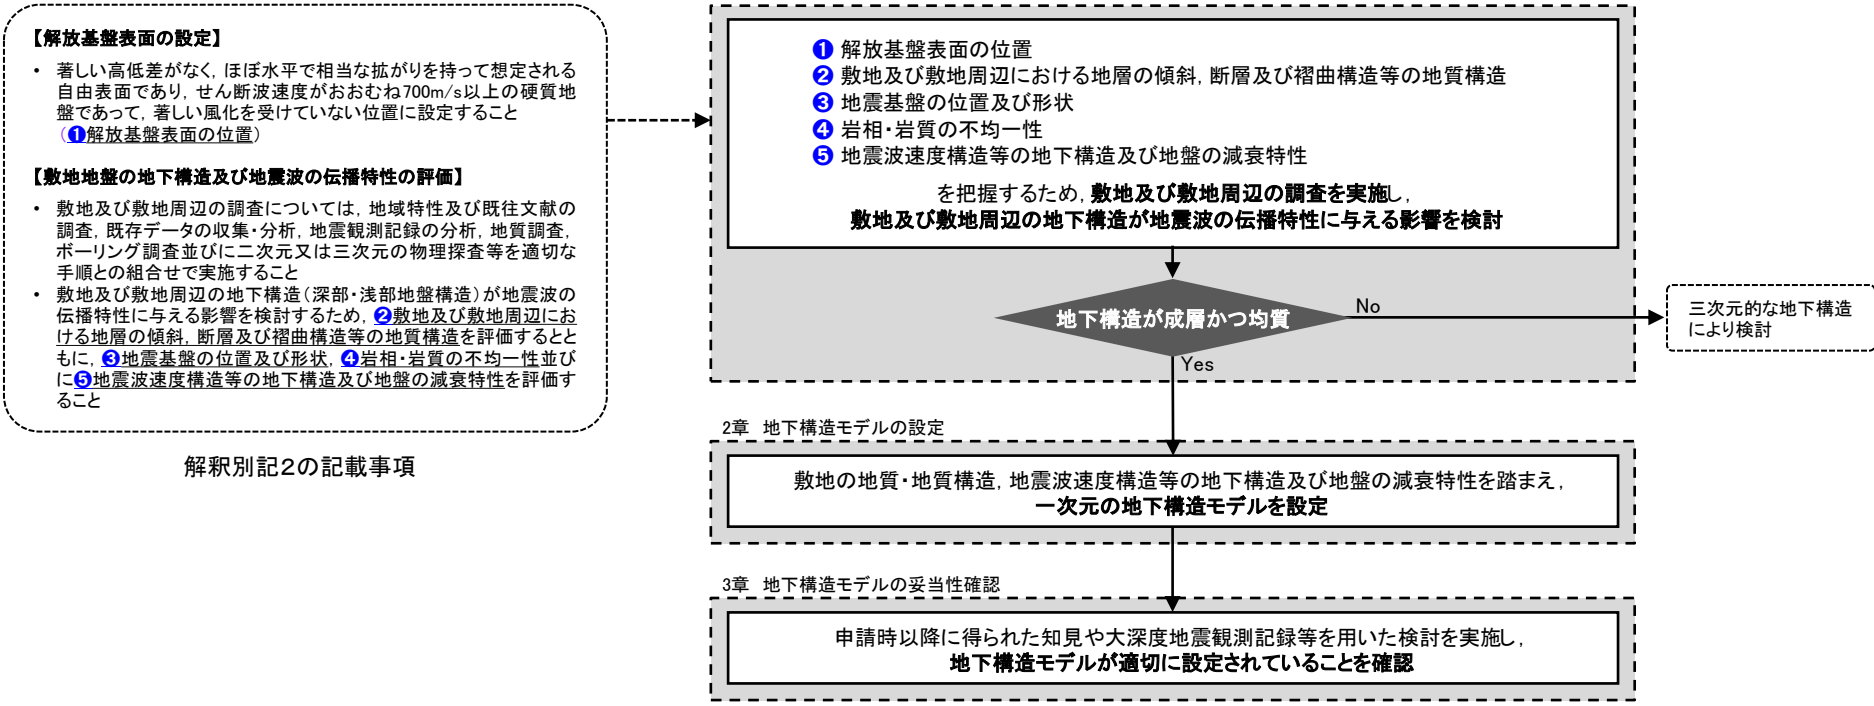 【解放基盤表面の設定】
・ 著しい高低差がなく，ほぼ水平で相当な拡がりを持って想定される
自由表面であり，せん断波速度がおおむね700m/s以上の硬質地
盤であって，著しい風化を受けていない位置に設定すること
（❶解放基盤表面の位置）
【敷地地盤の地下構造及び地震波の伝播特性の評価】
・ 敷地及び敷地周辺の調査については，地域特性及び既往文献の
調査，既存データの収集・分析，地震観測記録の分析，地質調査，
ボーリング調査並びに二次元又は三次元の物理探査等を適切な
手順との組合せで実施すること
・ 敷地及び敷地周辺の地下構造（深部・浅部地盤構造）が地震波の
伝播特性に与える影響を検討するため，❷敷地及び敷地周辺にお
ける地層の傾斜，断層及び褶曲構造等の地質構造を評価するとと
もに，❸地震基盤の位置及び形状，❹岩相・岩質の不均一性並び
に❺地震波速度構造等の地下構造及び地盤の減衰特性を評価す
ること
解釈別記２の記載事項
❶ 解放基盤表面の位置
❷ 敷地及び敷地周辺における地層の傾斜，断層及び褶曲構造等の地質構造
❸ 地震基盤の位置及び形状
❹ 岩相・岩質の不均一性
❺ 地震波速度構造等の地下構造及び地盤の減衰特性
を把握するため，敷地及び敷地周辺の調査を実施し，
敷地及び敷地周辺の地下構造が地震波の伝播特性に与える影響を検討
地下構造が成層かつ均質
No
三次元的な地下構造
により検討
Yes
2章 地下構造モデルの設定
敷地の地質・地質構造，地震波速度構造等の地下構造及び地盤の減衰特性を踏まえ，
一次元の地下構造モデルを設定
3章 地下構造モデルの妥当性確認
申請時以降に得られた知見や大深度地震観測記録等を用いた検討を実施し，
地下構造モデルが適切に設定されていることを確認